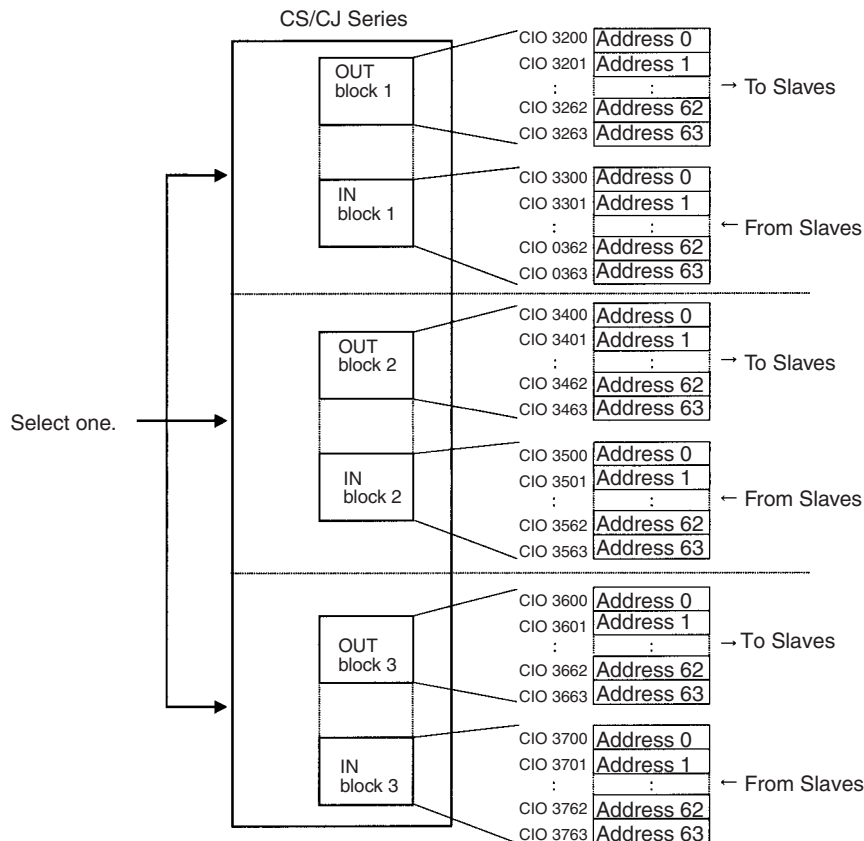 CS/CJ Series
OUT
block 1
CIO 3200 Address 0
CIO 3201 Address 1
: :
CIO 3262 Address 62
CIO 3263 Address 63
→ To Slaves
IN
block 1
CIO 3300 Address 0
CIO 3301 Address 1
: :
CIO 0362 Address 62
CIO 0363 Address 63
← From Slaves
Select one.
OUT
block 2
CIO 3400 Address 0
CIO 3401 Address 1
: :
CIO 3462 Address 62
CIO 3463 Address 63
→ To Slaves
IN
block 2
CIO 3500 Address 0
CIO 3501 Address 1
: :
CIO 3562 Address 62
CIO 3563 Address 63
← From Slaves
OUT
block 3
CIO 3600 Address 0
CIO 3601 Address 1
: :
CIO 3662 Address 62
CIO 3663 Address 63
→ To Slaves
IN
block 3
CIO 3700 Address 0
CIO 3701 Address 1
: :
CIO 3762 Address 62
CIO 3763 Address 63
← From Slaves